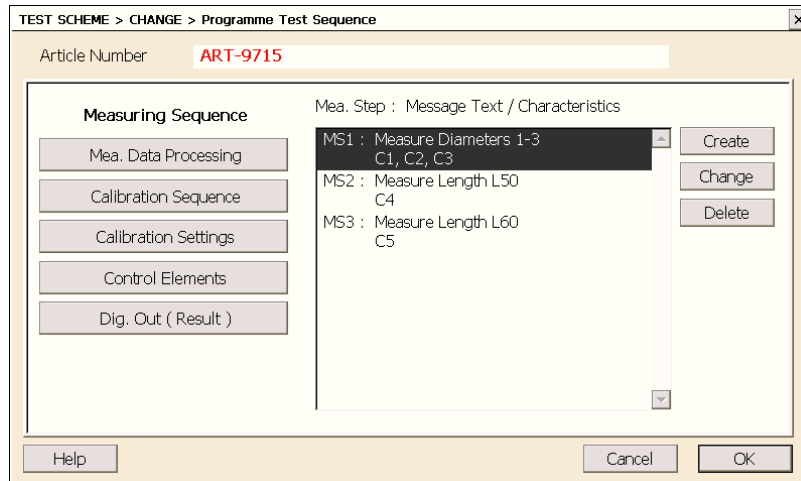 TEST SCHEME > CHANGE > Programme Test Sequence
Article Number ART-9715
Measuring Sequence
Mea. Data Processing
Calibration Sequence
Calibration Settings
Control Elements
Dig. Out ( Result )
Mea. Step : Message Text / Characteristics
MS1 : Measure Diameters 1-3
C1, C2, C3
MS2 : Measure Length L50
C4
MS3 : Measure Length L60
C5
Create
Change
Delete
Help
Cancel
OK